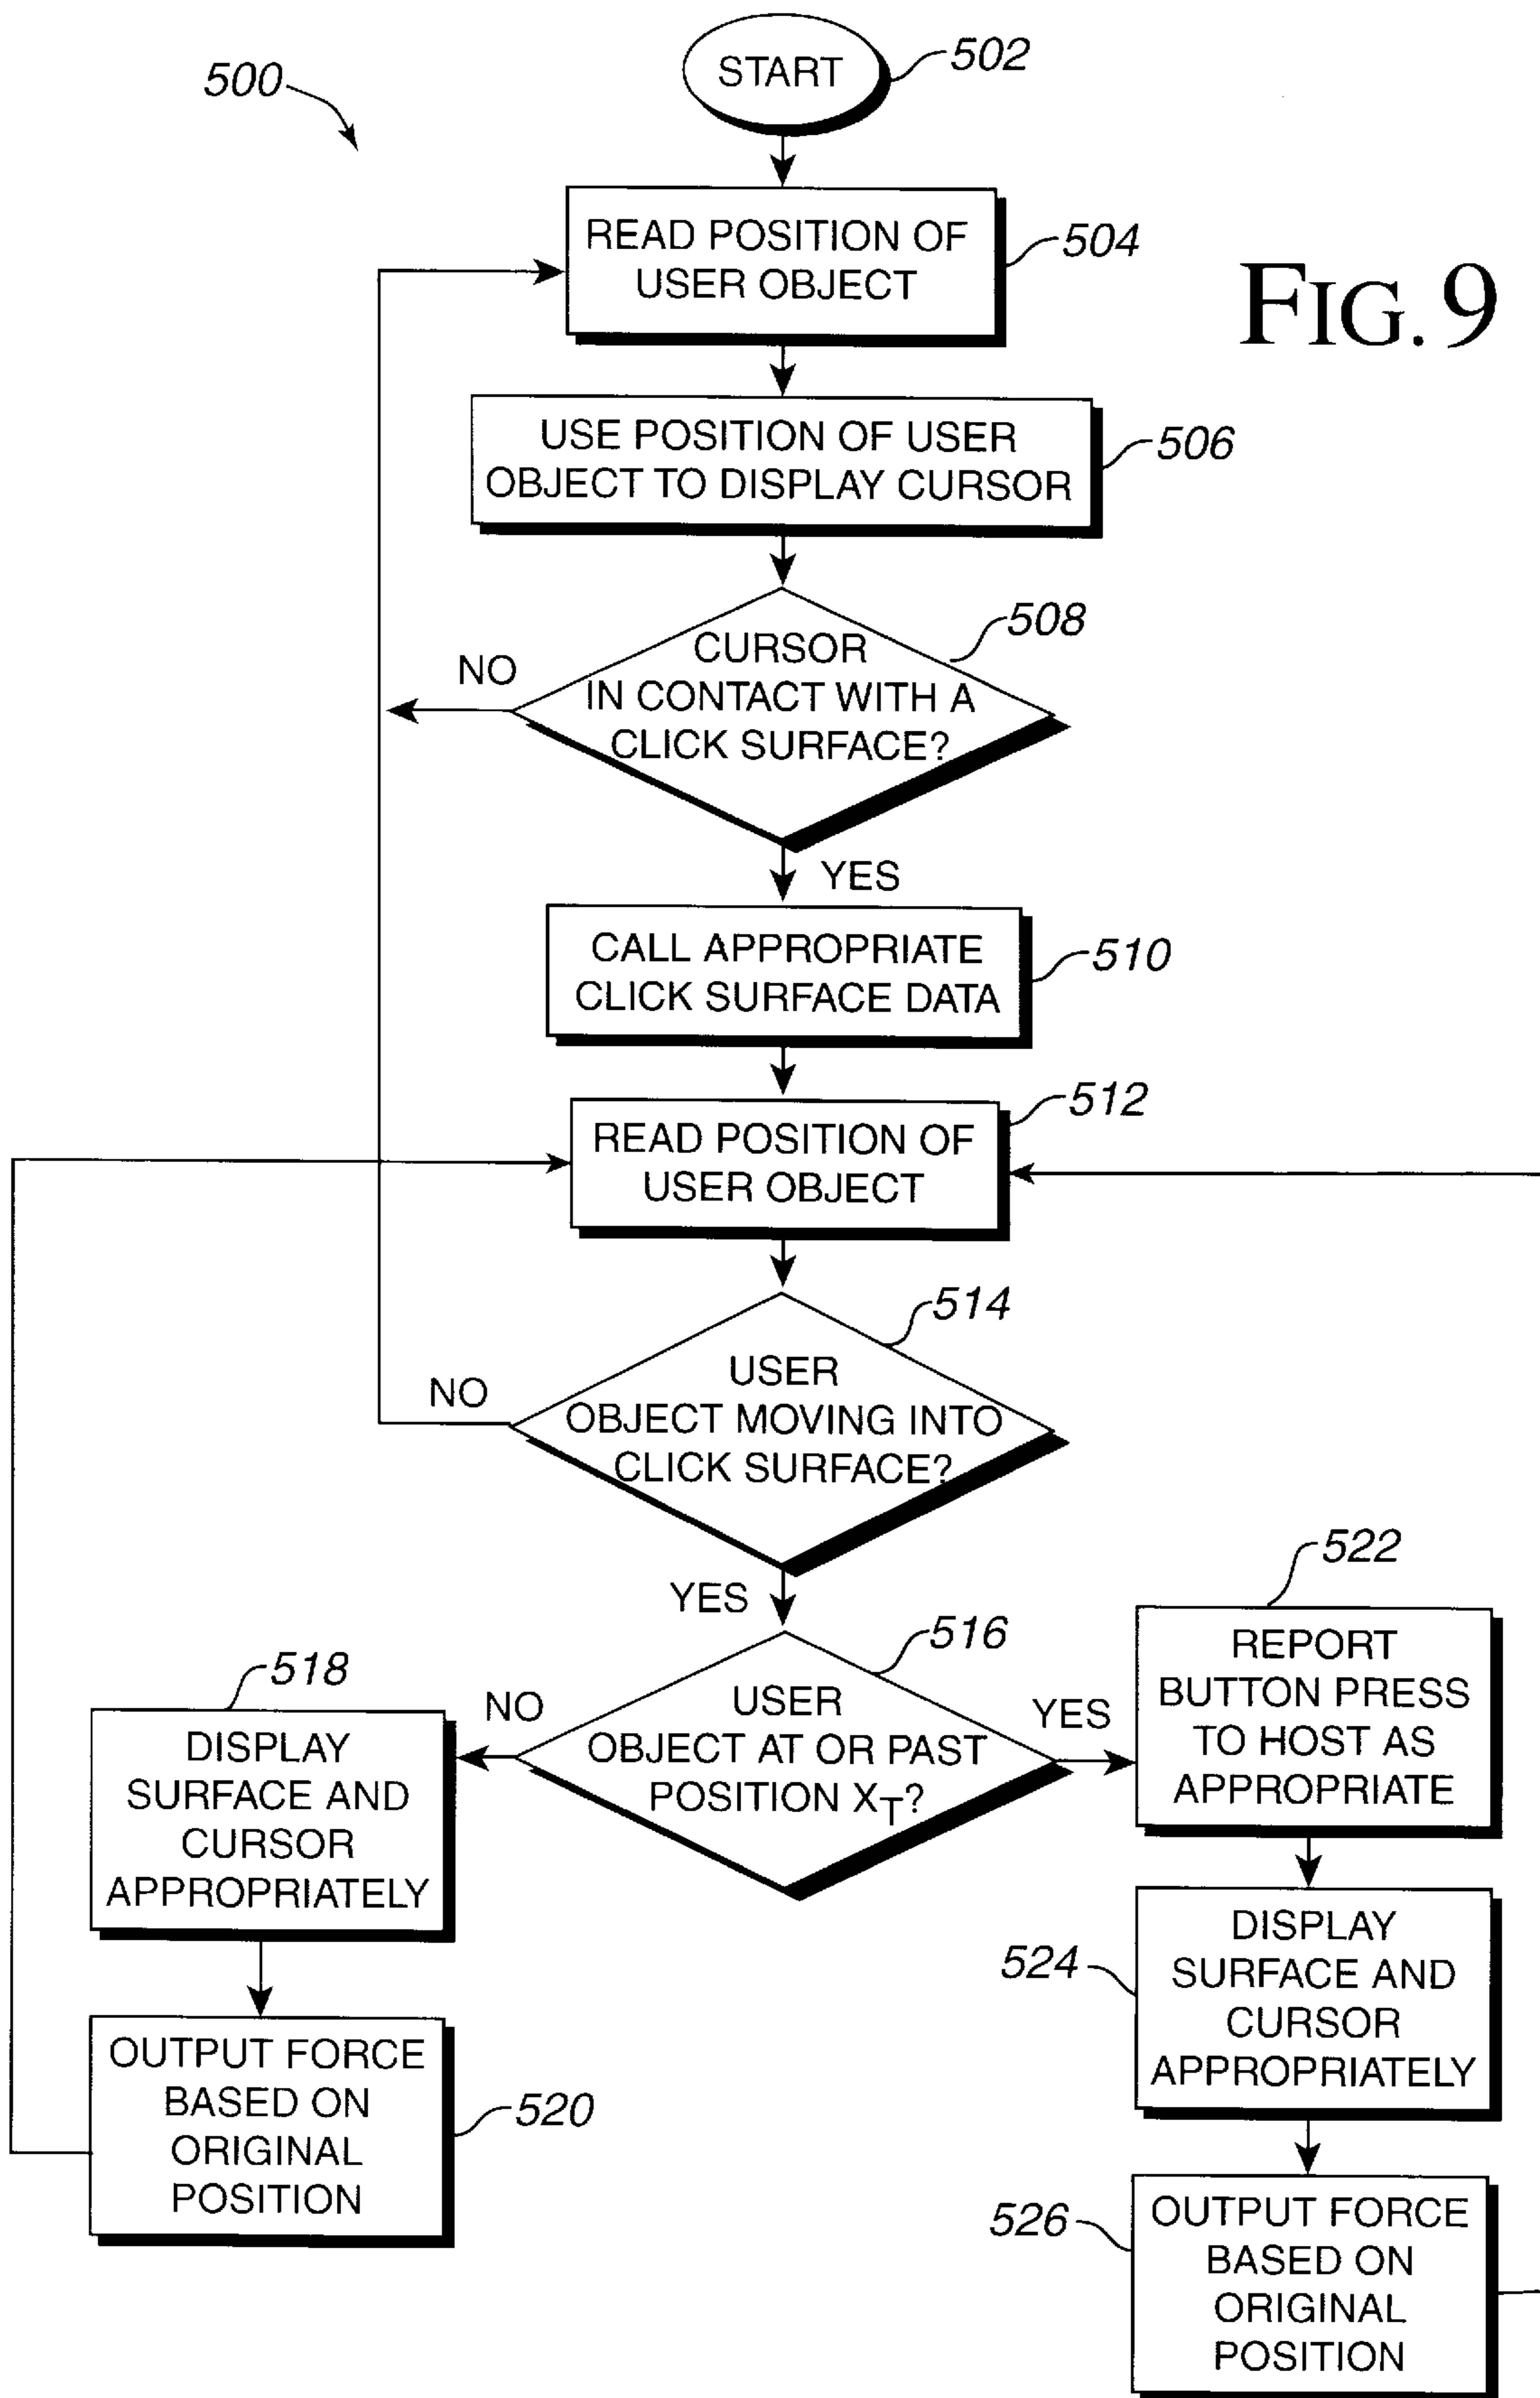 500
START
502
READ POSITION OF
USER OBJECT
504
FIG. 9
USE POSITION OF USER
OBJECT TO DISPLAY CURSOR
506
CURSOR
IN CONTACT WITH A
CLICK SURFACE?
508
NO
YES
CALL APPROPRIATE
CLICK SURFACE DATA
510
READ POSITION OF
USER OBJECT
512
USER
OBJECT MOVING INTO
CLICK SURFACE?
514
NO
YES
USER
OBJECT AT OR PAST
POSITION XT?
516
NO
YES
518
DISPLAY
SURFACE AND
CURSOR
APPROPRIATELY
OUTPUT FORCE
BASED ON
ORIGINAL
POSITION
520
522
REPORT
BUTTON PRESS
TO HOST AS
APPROPRIATE
524
DISPLAY
SURFACE AND
CURSOR
APPROPRIATELY
526
OUTPUT FORCE
BASED ON
ORIGINAL
POSITION